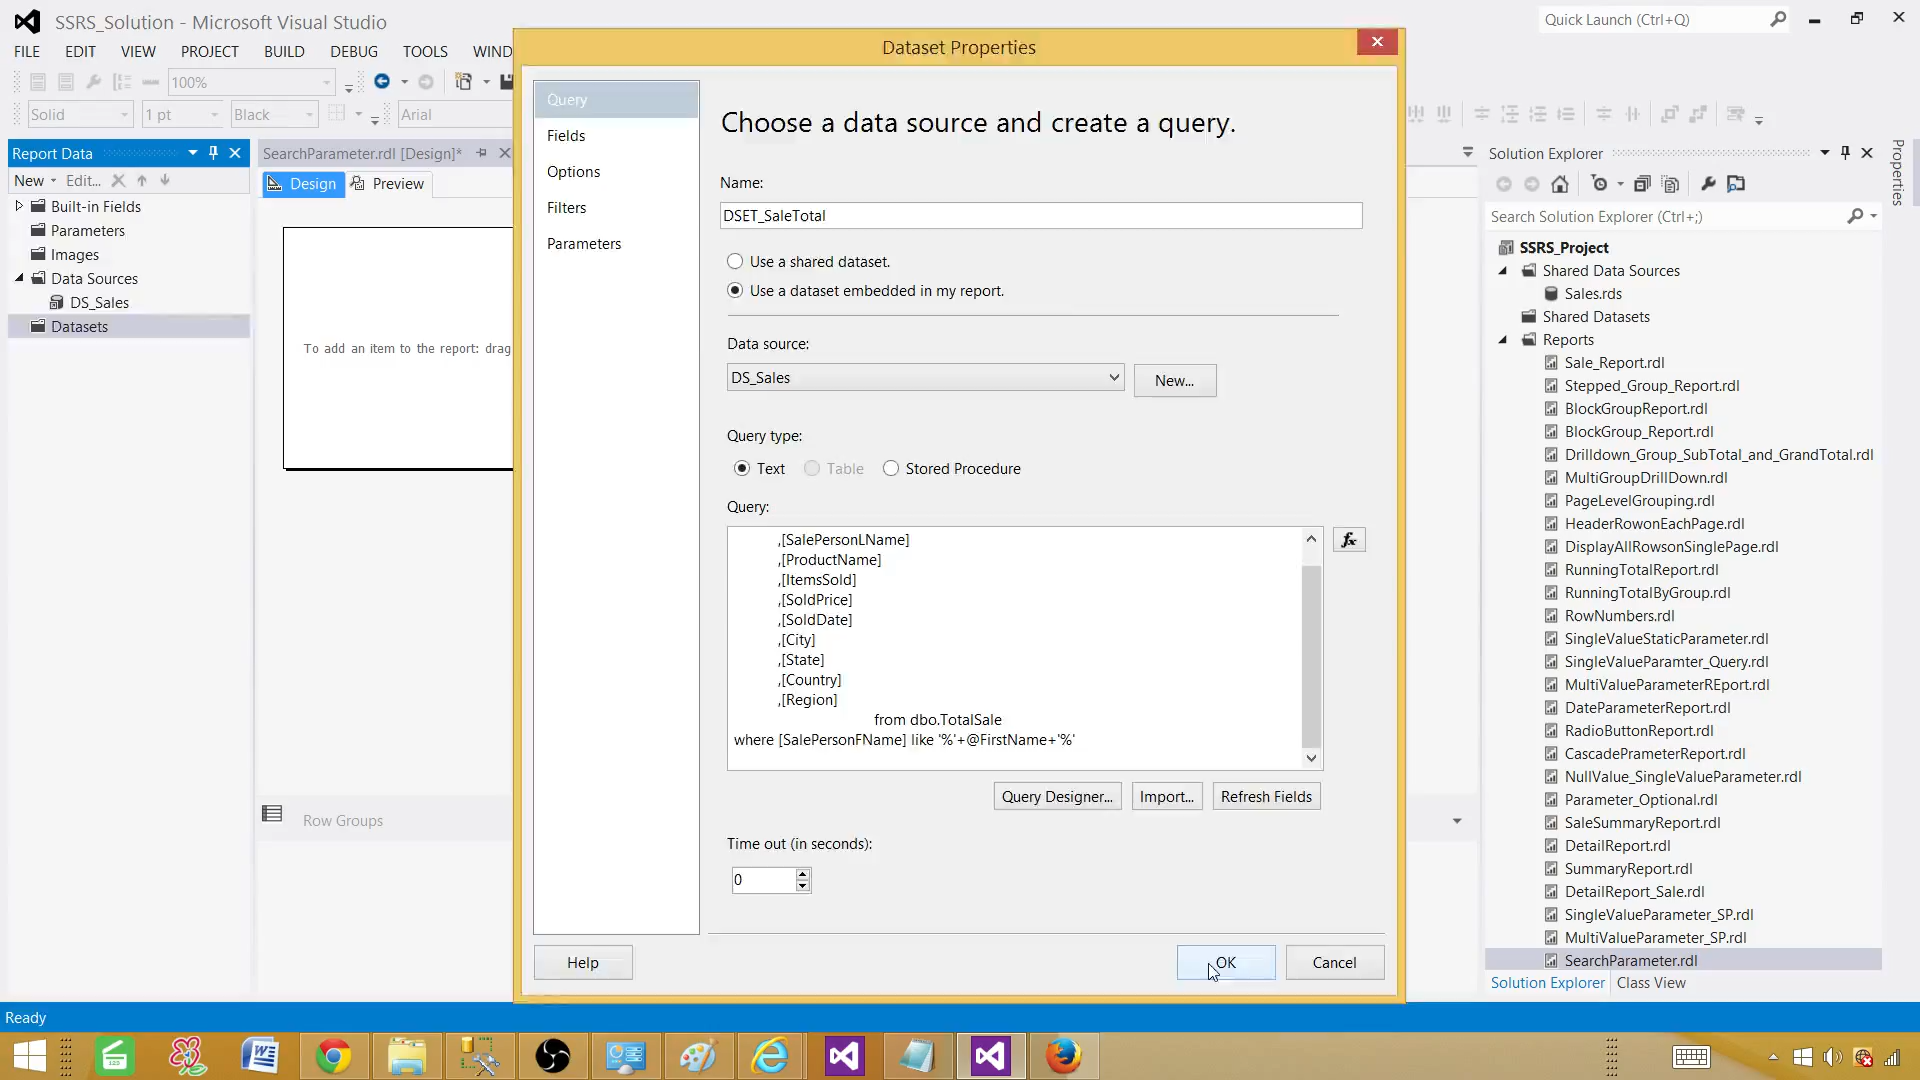 SSRS_Solution - Microsoft Visual Studio
Quick Launch (Ctrl+Q)
FILE EDIT VIEW PROJECT BUILD DEBUG TOOLS WIND
100%
Solid 1 pt Black Arial
Report Data
New Edit...
Built-in Fields
Parameters
Images
Data Sources
DS_Sales
Datasets
SearchParameter.rdl [Design]*
Design Preview
To add an item to the report: drag
Row Groups
Dataset Properties
Query
Fields
Options
Filters
Parameters
Choose a data source and create a query.
Name:
DSET_SaleTotal
Use a shared dataset.
Use a dataset embedded in my report.
Data source:
DS_Sales
New...
Query type:
Text Table Stored Procedure
Query:
,[SalePersonLName]
,[ProductName]
,[ItemsSold]
,[SoldPrice]
,[SoldDate]
,[City]
,[State]
,[Country]
,[Region]
from dbo.TotalSale
where [SalePersonFName] like '%'+@FirstName+'%'
fx
Query Designer... Import... Refresh Fields
Time out (in seconds):
0
Help OK Cancel
Solution Explorer
Search Solution Explorer (Ctrl+;)
SSRS_Project
Shared Data Sources
Sales.rds
Shared Datasets
Reports
Sale_Report.rdl
Stepped_Group_Report.rdl
BlockGroupReport.rdl
BlockGroup_Report.rdl
Drilldown_Group_SubTotal_and_GrandTotal.rdl
MultiGroupDrillDown.rdl
PageLevelGrouping.rdl
HeaderRowonEachPage.rdl
DisplayAllRowsonSinglePage.rdl
RunningTotalReport.rdl
RunningTotalByGroup.rdl
RowNumbers.rdl
SingleValueStaticParameter.rdl
SingleValueParamter_Query.rdl
MultiValueParameterREport.rdl
DateParameterReport.rdl
RadioButtonReport.rdl
CascadePrameterReport.rdl
NullValue_SingleValueParameter.rdl
Parameter_Optional.rdl
SaleSummaryReport.rdl
DetailReport.rdl
SummaryReport.rdl
DetailReport_Sale.rdl
SingleValueParameter_SP.rdl
MultiValueParameter_SP.rdl
SearchParameter.rdl
Solution Explorer Class View
Properties
Ready